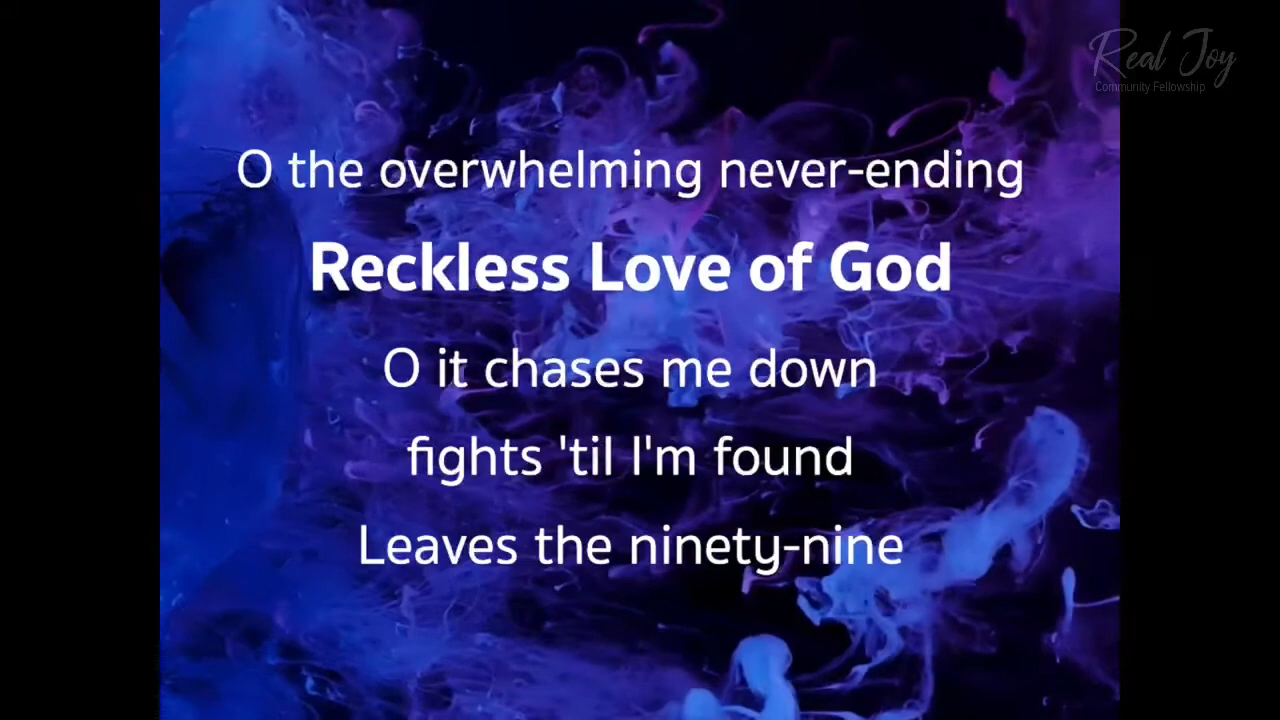 Real Joy
Community Fellowship
O the overwhelming never-ending
Reckless Love of God
O it chases me down
fights 'til I'm found
Leaves the ninety-nine